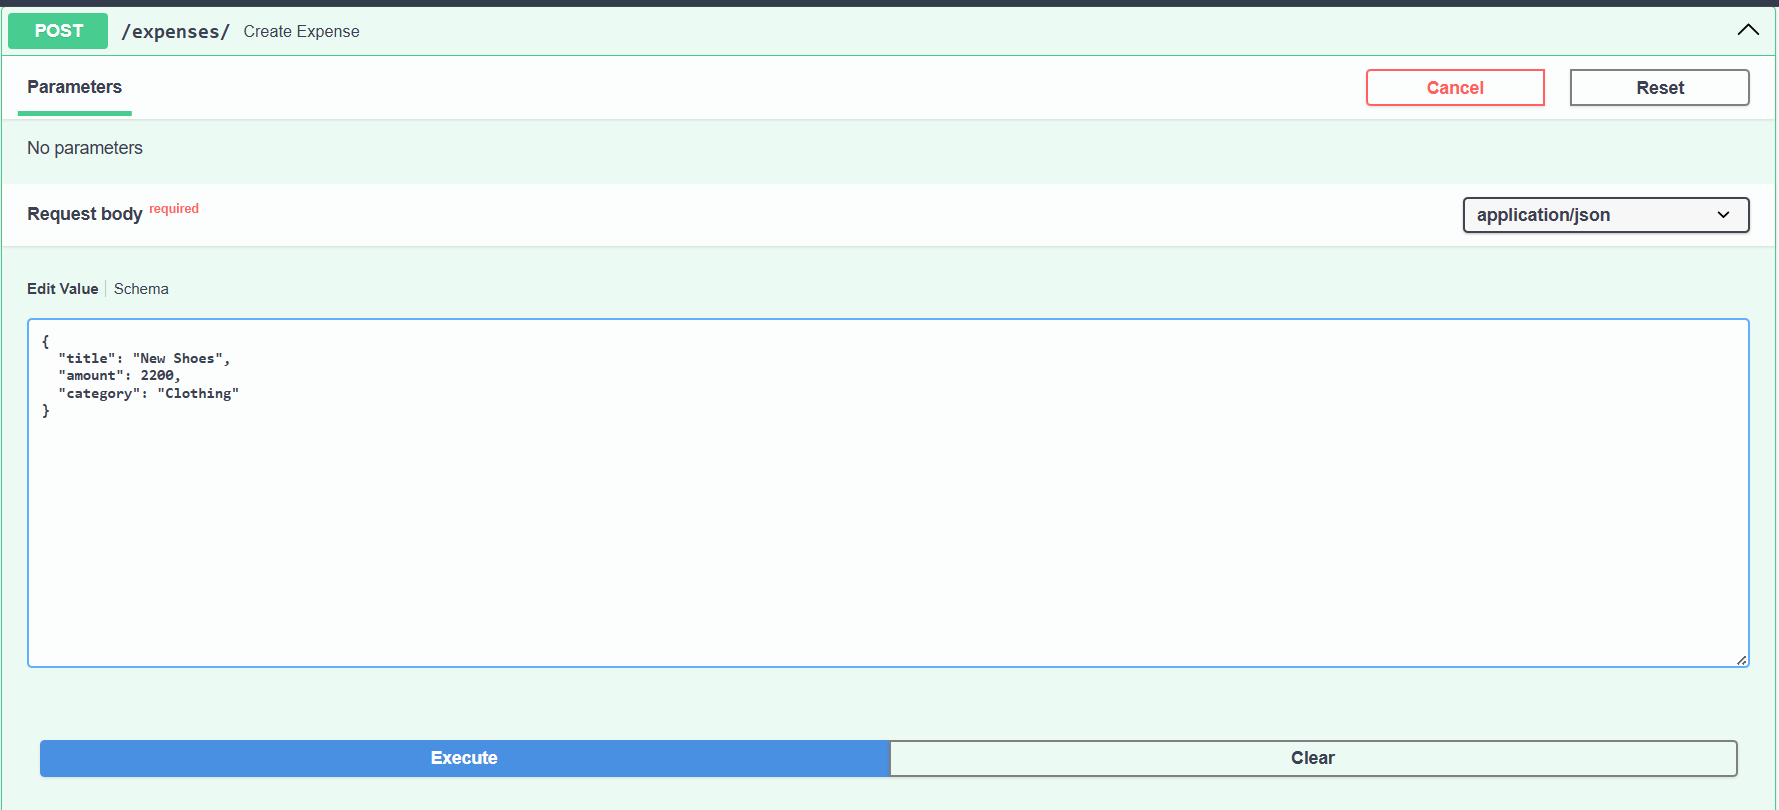 POST /expenses/ Create Expense
Parameters
Cancel
Reset
No parameters
Request body required
application/json
Edit Value | Schema
{
  "title": "New Shoes",
  "amount": 2200,
  "category": "Clothing"
}
Execute
Clear